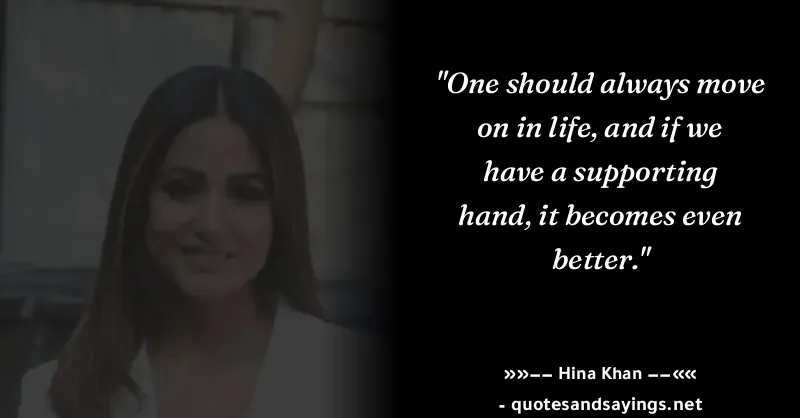 "One should always move
on in life, and if we
have a supporting
hand, it becomes even
better."
»»−− Hina Khan −−««
- quotesandsayings.net